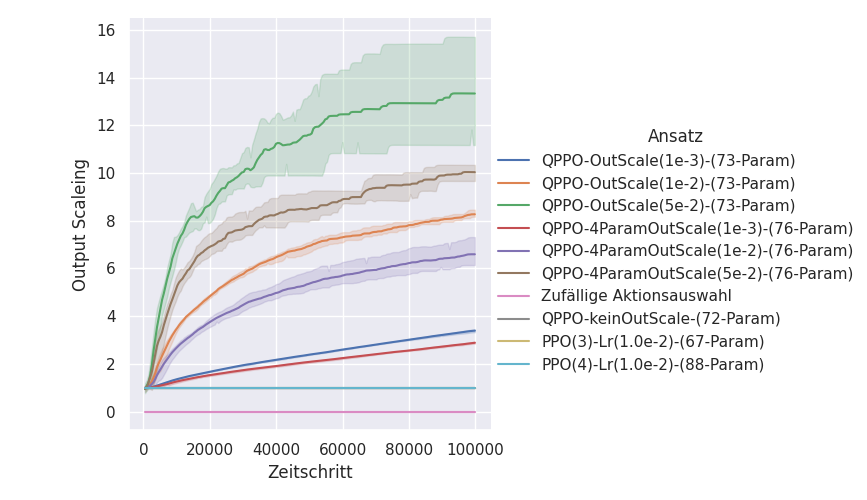 16
14
12
10
8
6
4
2
0
Output Scaleing
0 20000 40000 60000 80000 100000
Zeitschritt
Ansatz
QPPO-OutScale(1e-3)-(73-Param)
QPPO-OutScale(1e-2)-(73-Param)
QPPO-OutScale(5e-2)-(73-Param)
QPPO-4ParamOutScale(1e-3)-(76-Param)
QPPO-4ParamOutScale(1e-2)-(76-Param)
QPPO-4ParamOutScale(5e-2)-(76-Param)
Zufällige Aktionsauswahl
QPPO-keinOutScale-(72-Param)
PPO(3)-Lr(1.0e-2)-(67-Param)
PPO(4)-Lr(1.0e-2)-(88-Param)